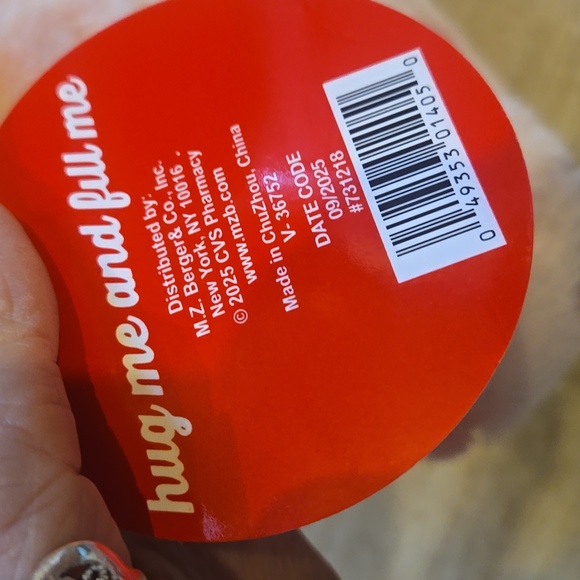 hug me and full me
Distributed by:
M.Z. Berger& Co., Inc.
New York, NY 10016
© 2025 CVS Pharmacy
www.mzb.com
Made in ChuZhou, China
V- 36752
DATE CODE
09/2025
#731218
0 49353 01405 0